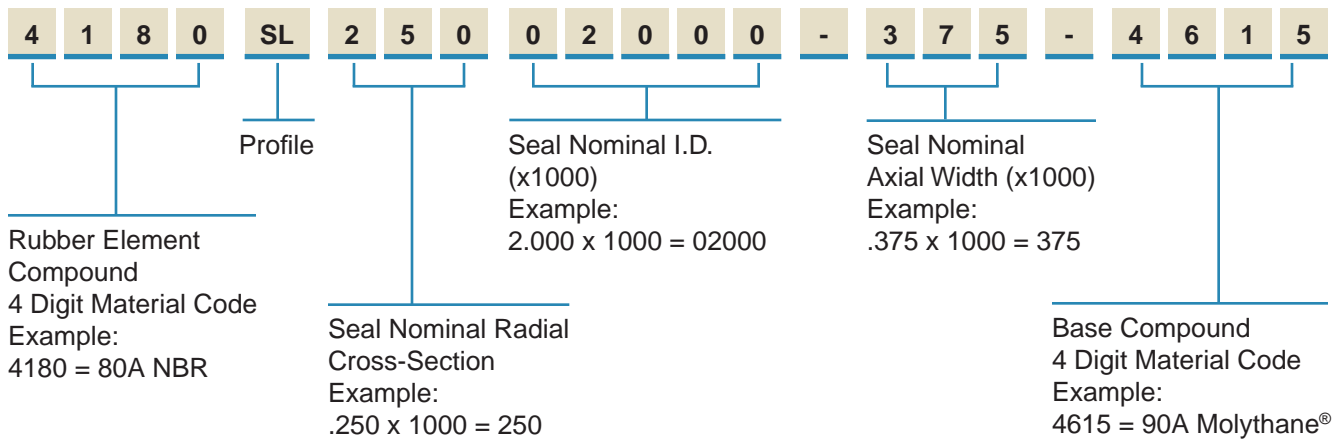 4 1 8 0 SL 2 5 0 0 2 0 0 0 - 3 7 5 - 4 6 1 5
Profile
Seal Nominal I.D.
(x1000)
Example:
2.000 x 1000 = 02000
Seal Nominal
Axial Width (x1000)
Example:
.375 x 1000 = 375
Rubber Element
Compound
4 Digit Material Code
Example:
4180 = 80A NBR
Seal Nominal Radial
Cross-Section
Example:
.250 x 1000 = 250
Base Compound
4 Digit Material Code
Example:
4615 = 90A Molythane®